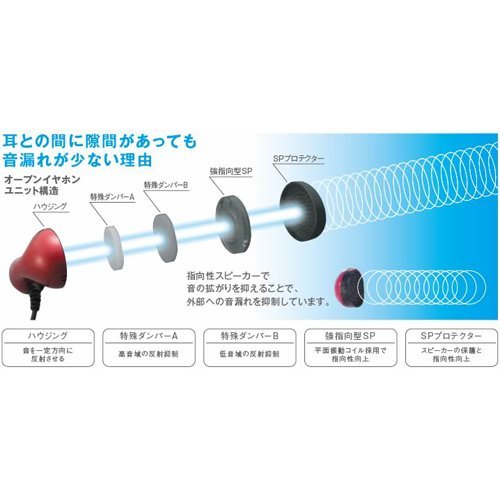 耳との間に隙間があっても
音漏れが少ない理由
オープンイヤホン
ユニット構造
ハウジング
特殊ダンパーA
特殊ダンパーB
強指向型SP
SPプロテクター
指向性スピーカーで
音の拡がりを抑えることで、
外部への音漏れを抑制しています。
ハウジング
音を一定方向に
反射させる
特殊ダンパーA
高音域の反射抑制
特殊ダンパーB
低音域の反射抑制
強指向型SP
平面振動コイル採用で
指向性向上
SPプロテクター
スピーカーの保護と
指向性向上